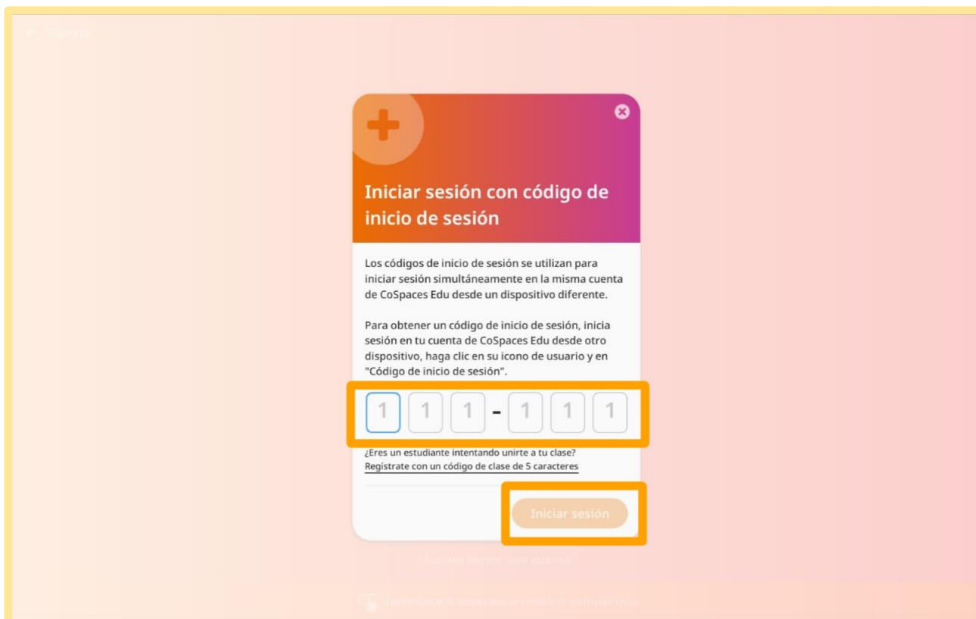 Iniciar sesión con código de
inicio de sesión
Los códigos de inicio de sesión se utilizan para
iniciar sesión simultáneamente en la misma cuenta
de CoSpaces Edu desde un dispositivo diferente.
Para obtener un código de inicio de sesión, inicia
sesión en tu cuenta de CoSpaces Edu desde otro
dispositivo, haga clic en su icono de usuario y en
"Código de inicio de sesión".
1 1 1 - 1 1 1
¿Eres un estudiante intentando unirte a tu clase?
Regístrate con un código de clase de 5 caracteres
Iniciar sesión